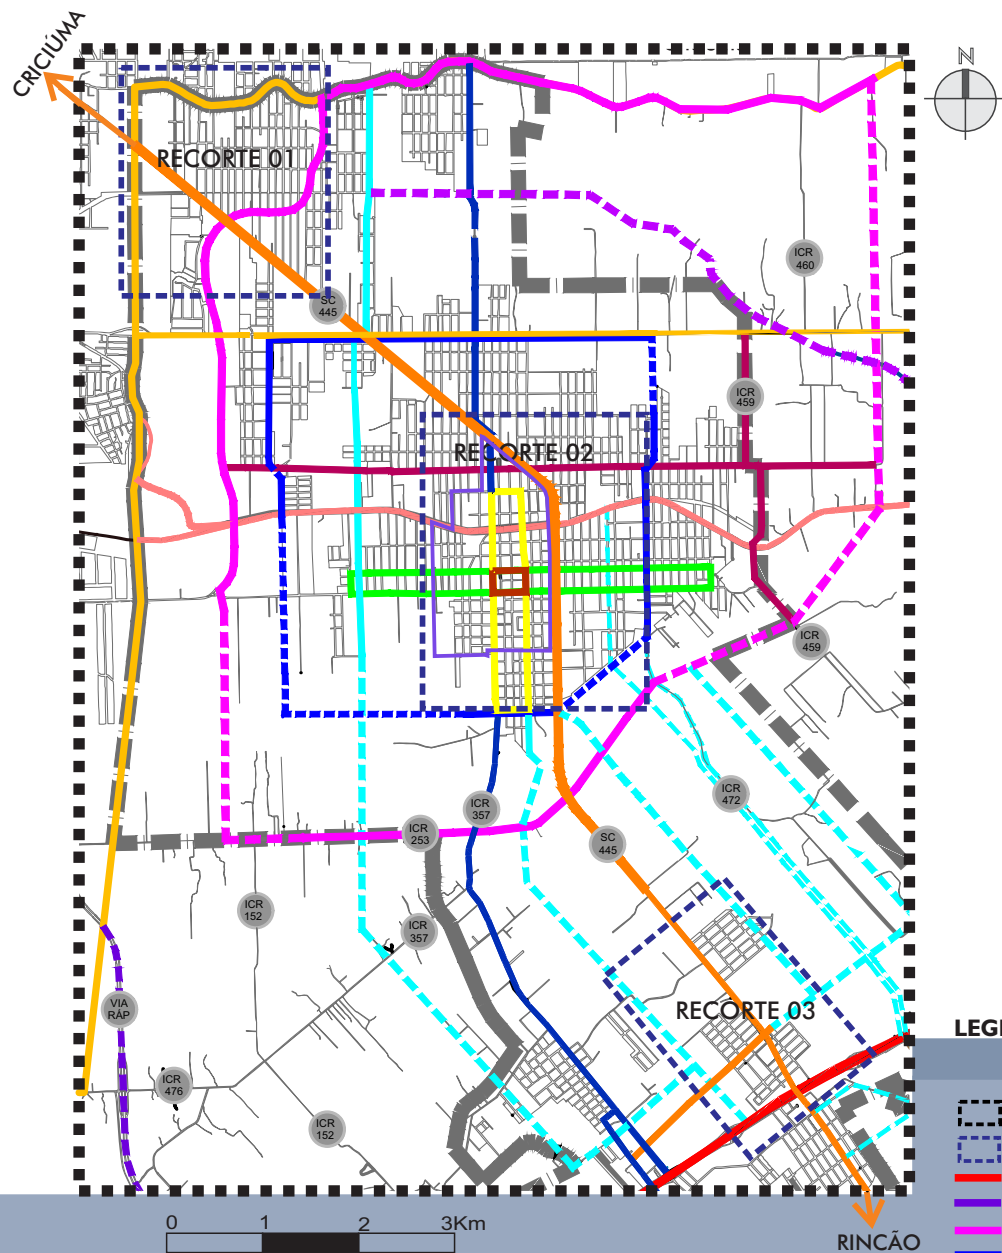 CRICIÚMA
N
RECORTE 01
ICR
460
SC
445
ICR
459
RECORTE 02
ICR
459
ICR
472
ICR
357
ICR
253
SC
445
ICR
152
ICR
357
VIA
RÁP
RECORTE 03
LEGE
ICR
476
ICR
152
0 1 2 3Km
RINCÃO